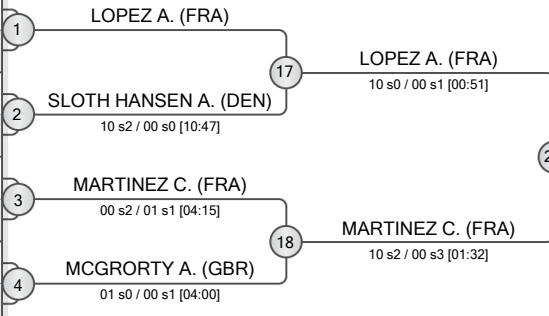 LOPEZ A. (FRA)
1
17
LOPEZ A. (FRA)
10 s0 / 00 s1 [00:51]
SLOTH HANSEN A. (DEN)
2
10 s2 / 00 s0 [10:47]
MARTINEZ C. (FRA)
3
00 s2 / 01 s1 [04:15]
18
MARTINEZ C. (FRA)
10 s2 / 00 s3 [01:32]
MCGRORTY A. (GBR)
4
01 s0 / 00 s1 [04:00]